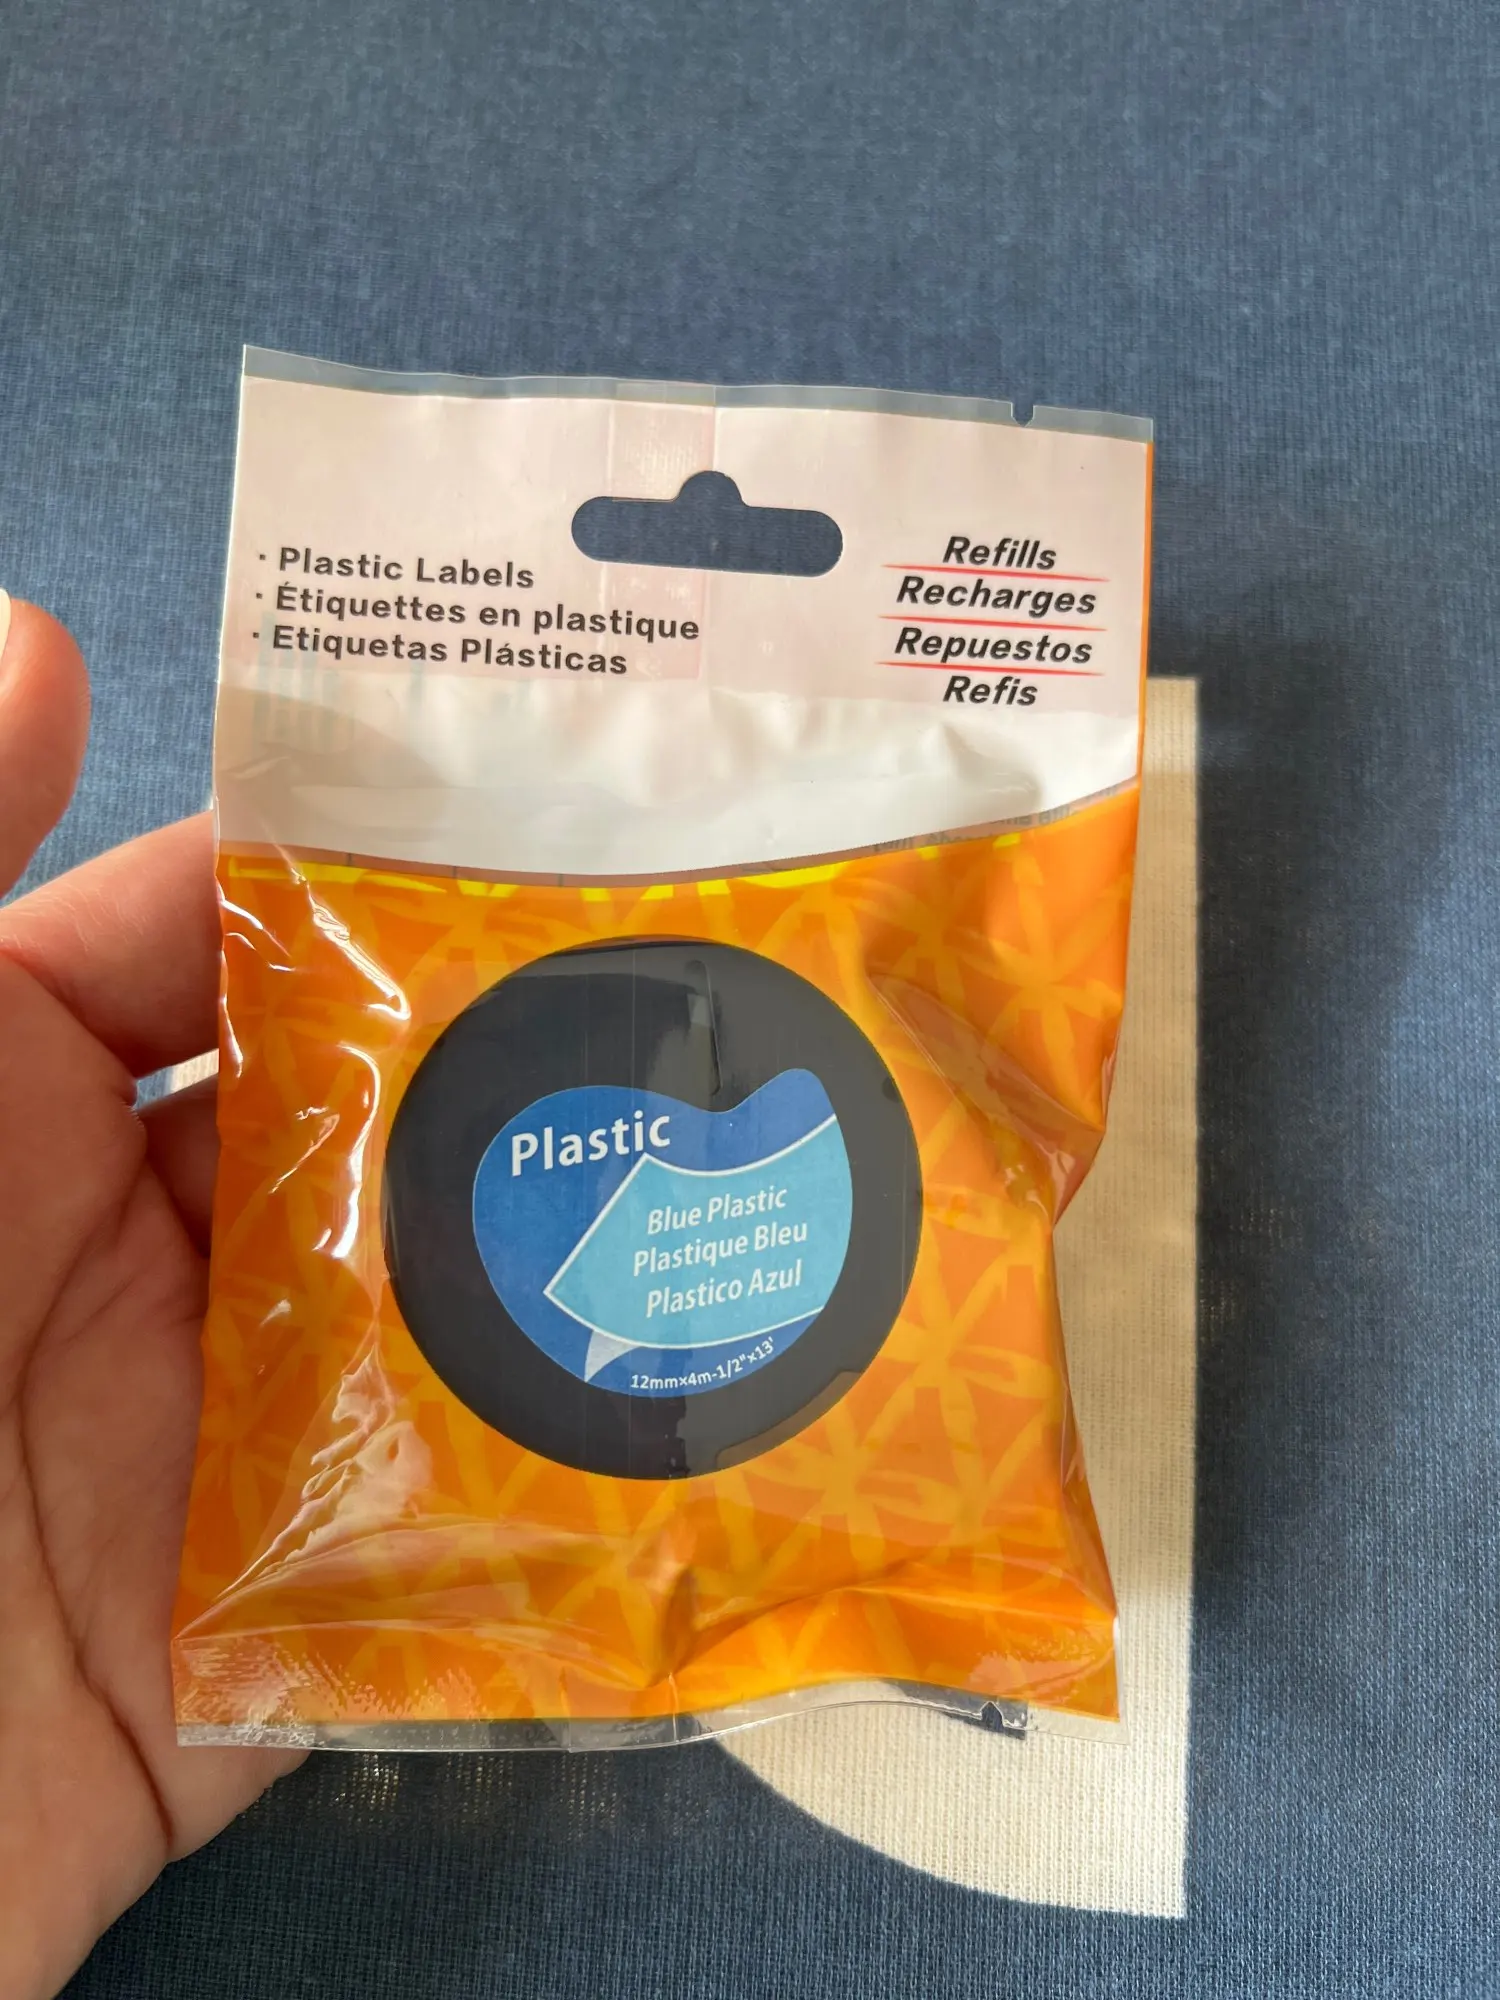 · Plastic Labels
· Étiquettes en plastique
· Etiquetas Plásticas
Refills
Recharges
Repuestos
Refis
Plastic
Blue Plastic
Plastique Bleu
Plastico Azul
12mm×4m-1/2"×13'